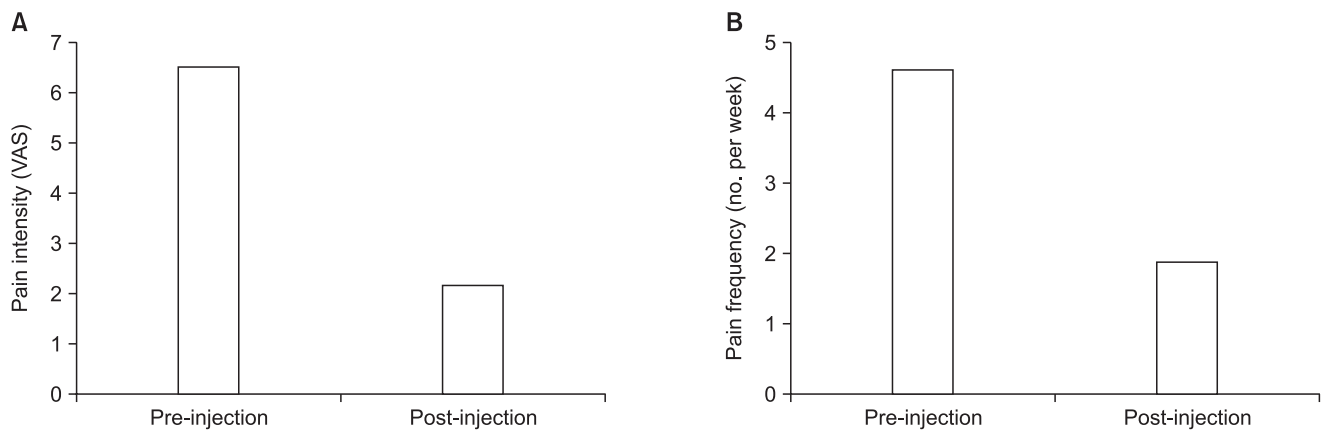 A
Pain intensity (VAS)
7
6
5
4
3
2
1
0
Pre-injection
Post-injection
B
Pain frequency (no. per week)
5
4
3
2
1
0
Pre-injection
Post-injection